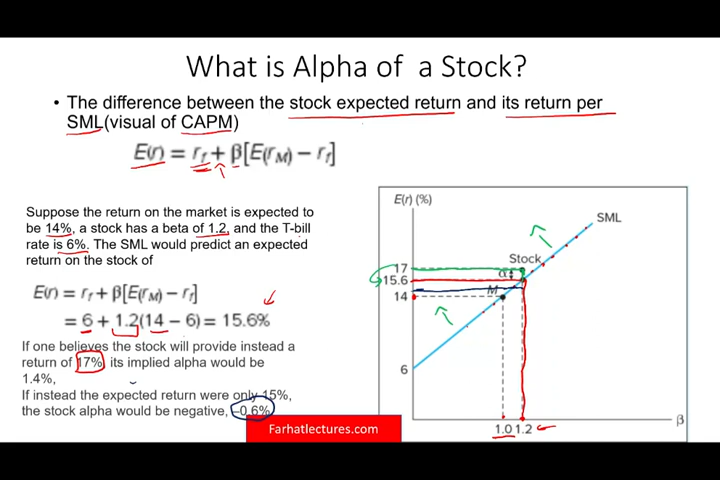 What is Alpha of a Stock?
• The difference between the stock expected return and its return per
SML(visual of CAPM)
E(r) = rf + β[E(rM) − rf]
Suppose the return on the market is expected to
be 14%, a stock has a beta of 1.2, and the T-bill
rate is 6%. The SML would predict an expected
return on the stock of
E(r) = rf + β[E(rM) − rf]
= 6 + 1.2(14 − 6) = 15.6%
If one believes the stock will provide instead a
return of 17%, its implied alpha would be
1.4%,
If instead the expected return were only 15%,
the stock alpha would be negative, −0.6%
Farhatlectures.com
E(r) (%)
SML
Stock
17
α
15.6
14
M
6
β
1.0 1.2